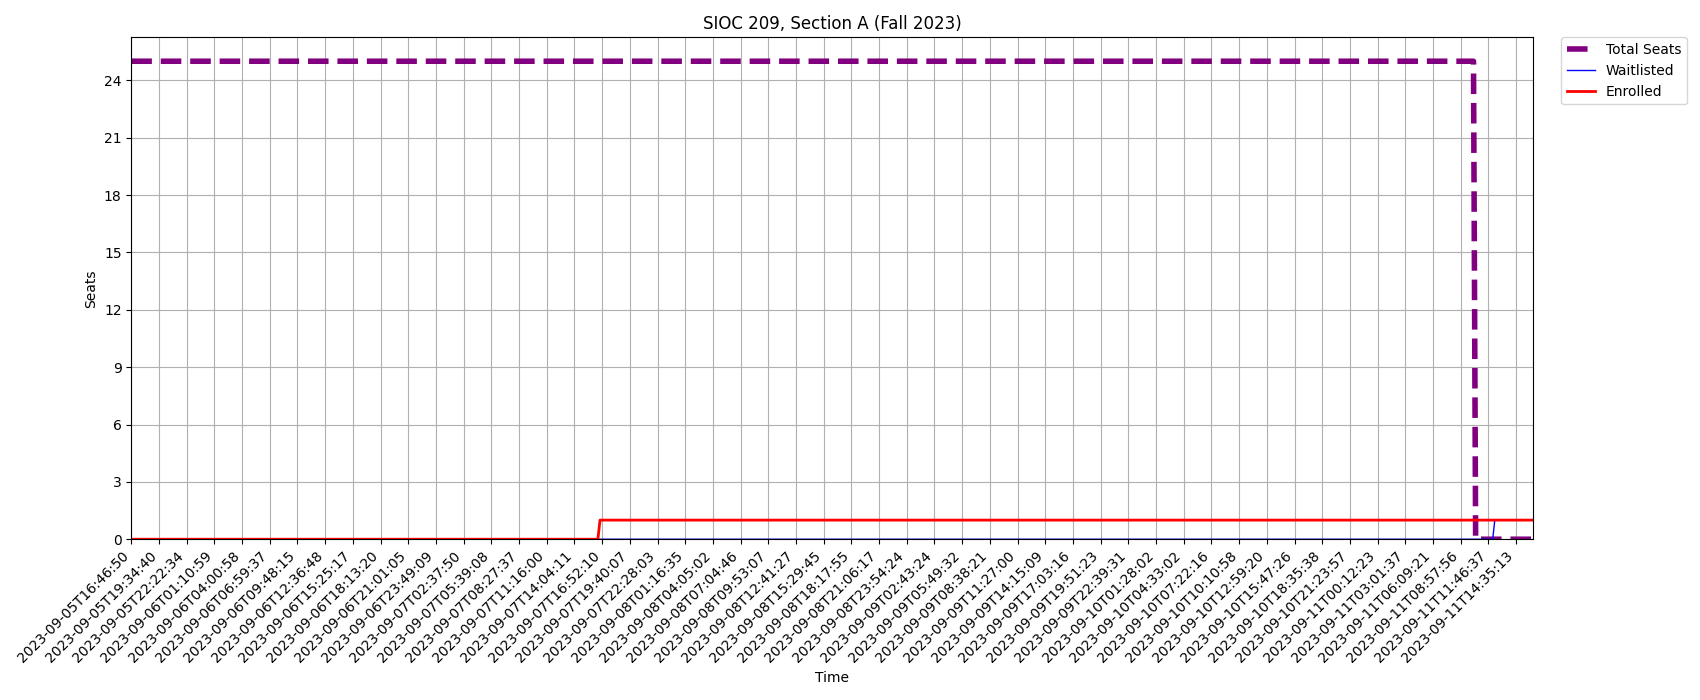 SIOC 209, Section A (Fall 2023)
Total Seats
Waitlisted
Enrolled
24
21
18
15
12
9
6
3
0
Seats
2023-09-05T16:46:50
2023-09-05T19:34:40
2023-09-05T22:22:34
2023-09-06T01:10:59
2023-09-06T04:00:58
2023-09-06T06:59:37
2023-09-06T09:48:15
2023-09-06T12:36:48
2023-09-06T15:25:17
2023-09-06T18:13:20
2023-09-06T21:01:05
2023-09-06T23:49:09
2023-09-07T02:37:50
2023-09-07T05:39:08
2023-09-07T08:27:37
2023-09-07T11:16:00
2023-09-07T14:04:11
2023-09-07T16:52:10
2023-09-07T19:40:07
2023-09-07T22:28:03
2023-09-08T01:16:35
2023-09-08T04:05:02
2023-09-08T07:04:46
2023-09-08T09:53:07
2023-09-08T12:41:27
2023-09-08T15:29:45
2023-09-08T18:17:55
2023-09-08T21:06:17
2023-09-08T23:54:24
2023-09-09T02:43:24
2023-09-09T05:49:32
2023-09-09T08:38:21
2023-09-09T11:27:00
2023-09-09T14:15:09
2023-09-09T17:03:16
2023-09-09T19:51:23
2023-09-09T22:39:31
2023-09-10T01:28:02
2023-09-10T04:33:02
2023-09-10T07:22:16
2023-09-10T10:10:58
2023-09-10T12:59:20
2023-09-10T15:47:26
2023-09-10T18:35:38
2023-09-10T21:23:57
2023-09-11T00:12:23
2023-09-11T03:01:37
2023-09-11T06:09:21
2023-09-11T08:57:56
2023-09-11T11:46:37
2023-09-11T14:35:13
Time